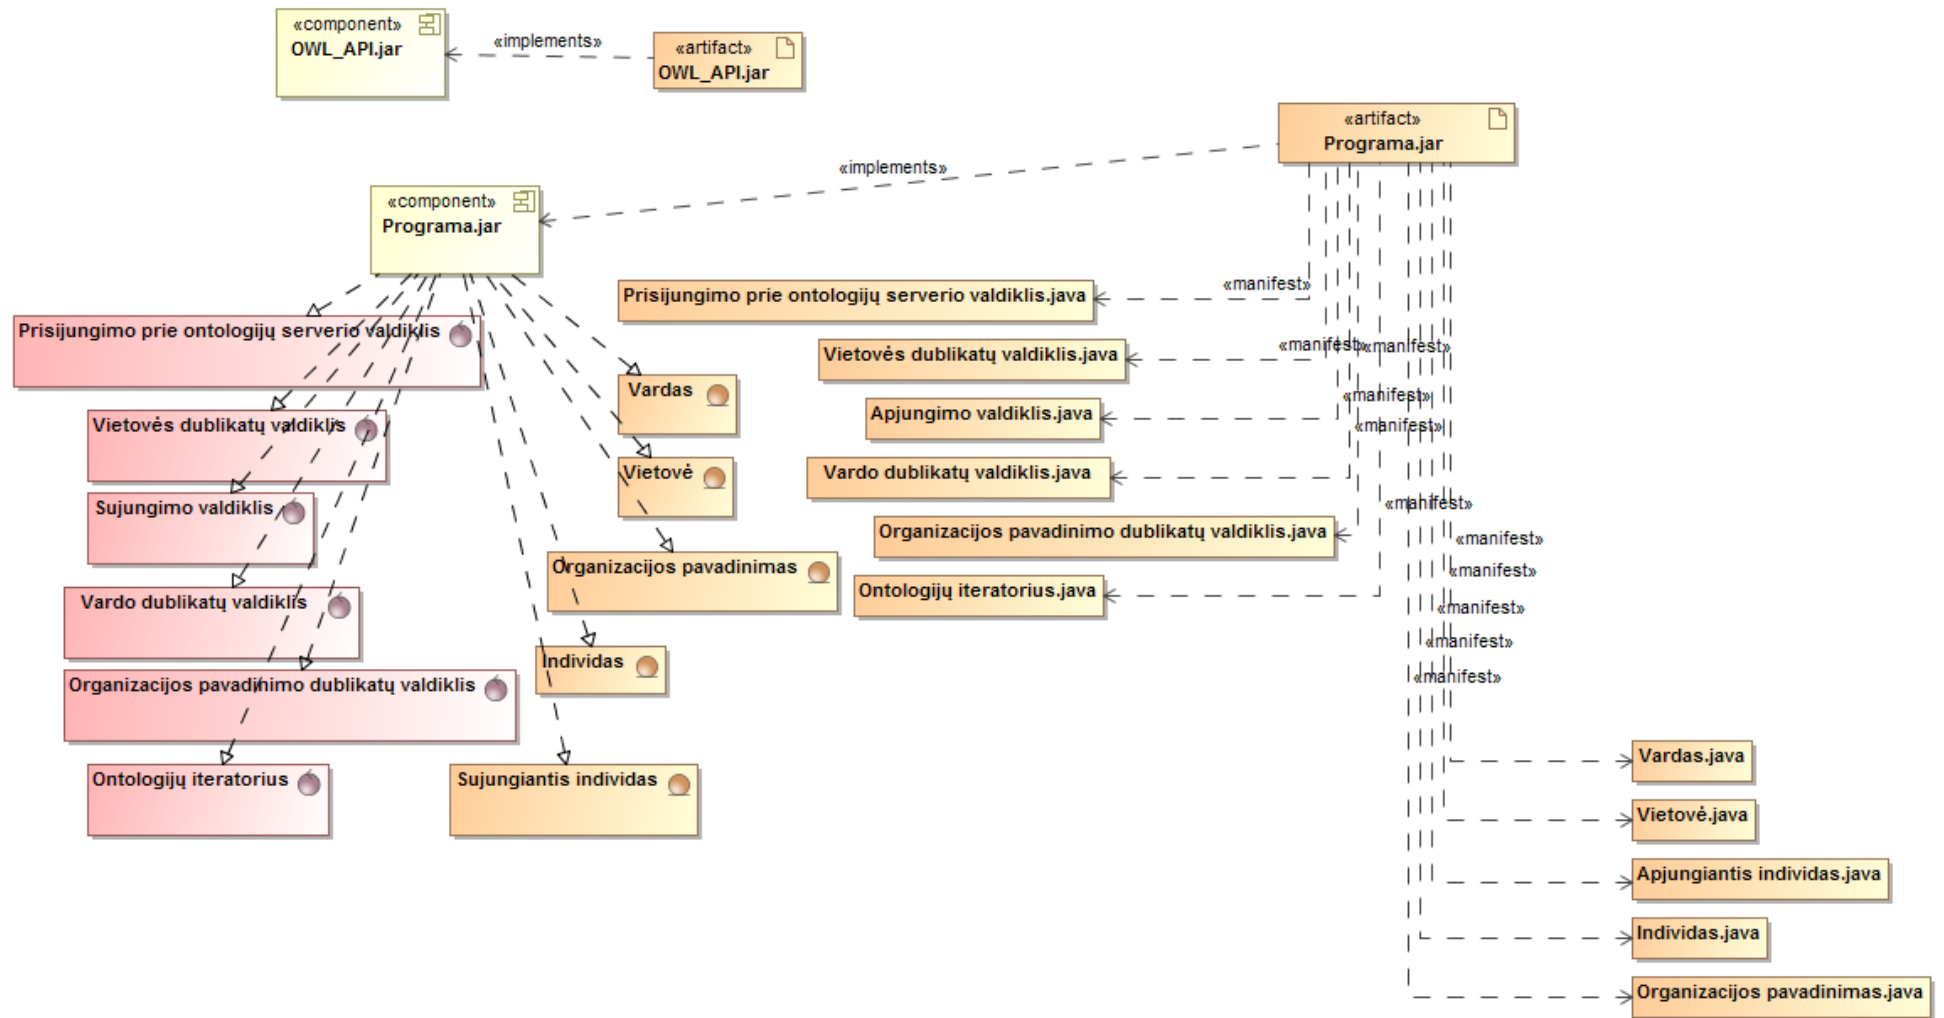 «component»
OWL_API.jar
«implements»
«artifact»
OWL_API.jar
«artifact»
Programa.jar
«implements»
«component»
Programa.jar
Prisijungimo prie ontologijų serverio valdiklis
Vietovės dublikatų valdiklis
Sujungimo valdiklis
Vardo dublikatų valdiklis
Organizacijos pavadinimo dublikatų valdiklis
Ontologijų iteratorius
Vardas
Vietovė
Organizacijos pavadinimas
Individas
Sujungiantis individas
Prisijungimo prie ontologijų serverio valdiklis.java
Vietovės dublikatų valdiklis.java
Apjungimo valdiklis.java
Vardo dublikatų valdiklis.java
Organizacijos pavadinimo dublikatų valdiklis.java
Ontologijų iteratorius.java
«manifest»
«manifest»
«manifest»
«manifest»
«manifest»
«manifest»
«manifest»
«manifest»
«manifest»
«manifest»
«manifest»
Vardas.java
Vietovė.java
Apjungiantis individas.java
Individas.java
Organizacijos pavadinimas.java